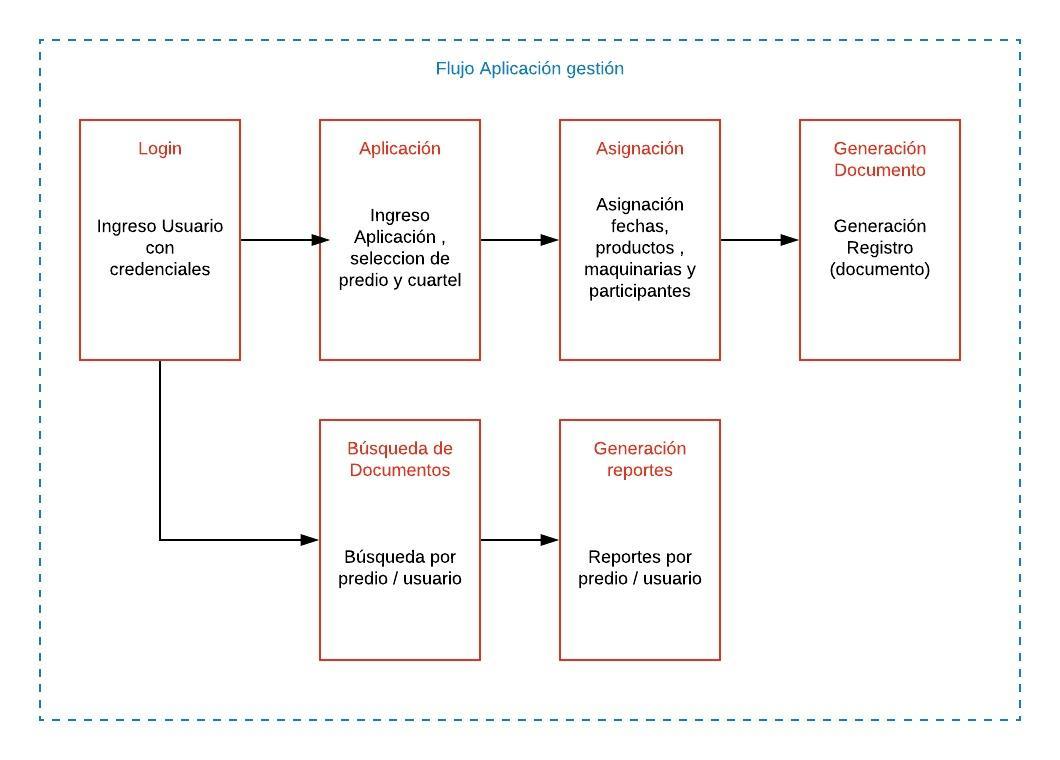 Flujo Aplicación gestión
Login
Ingreso Usuario
con
credenciales
Aplicación
Ingreso
Aplicación ,
seleccion de
predio y cuartel
Asignación
Asignación
fechas,
productos ,
maquinarias y
participantes
Generación
Documento
Generación
Registro
(documento)
Búsqueda de
Documentos
Búsqueda por
predio / usuario
Generación
reportes
Reportes por
predio / usuario